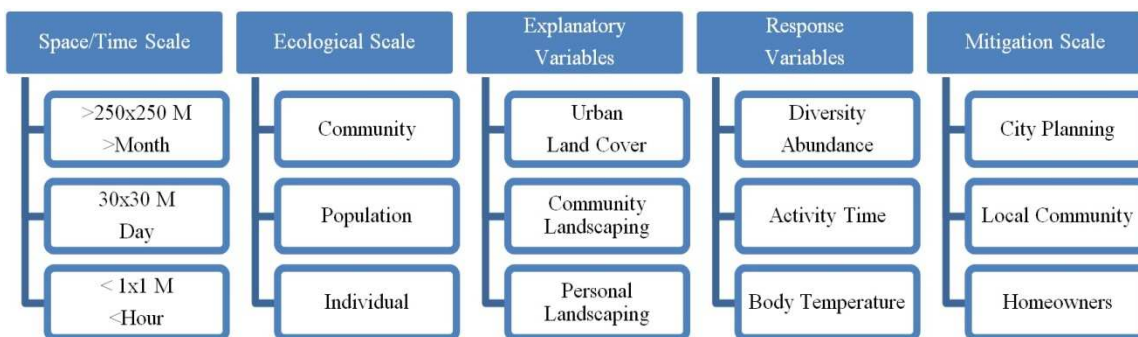 Space/Time Scale
>250x250 M
>Month
30x30 M
Day
< 1x1 M
<Hour
Ecological Scale
Community
Population
Individual
Explanatory
Variables
Urban
Land Cover
Community
Landscaping
Personal
Landscaping
Response
Variables
Diversity
Abundance
Activity Time
Body Temperature
Mitigation Scale
City Planning
Local Community
Homeowners